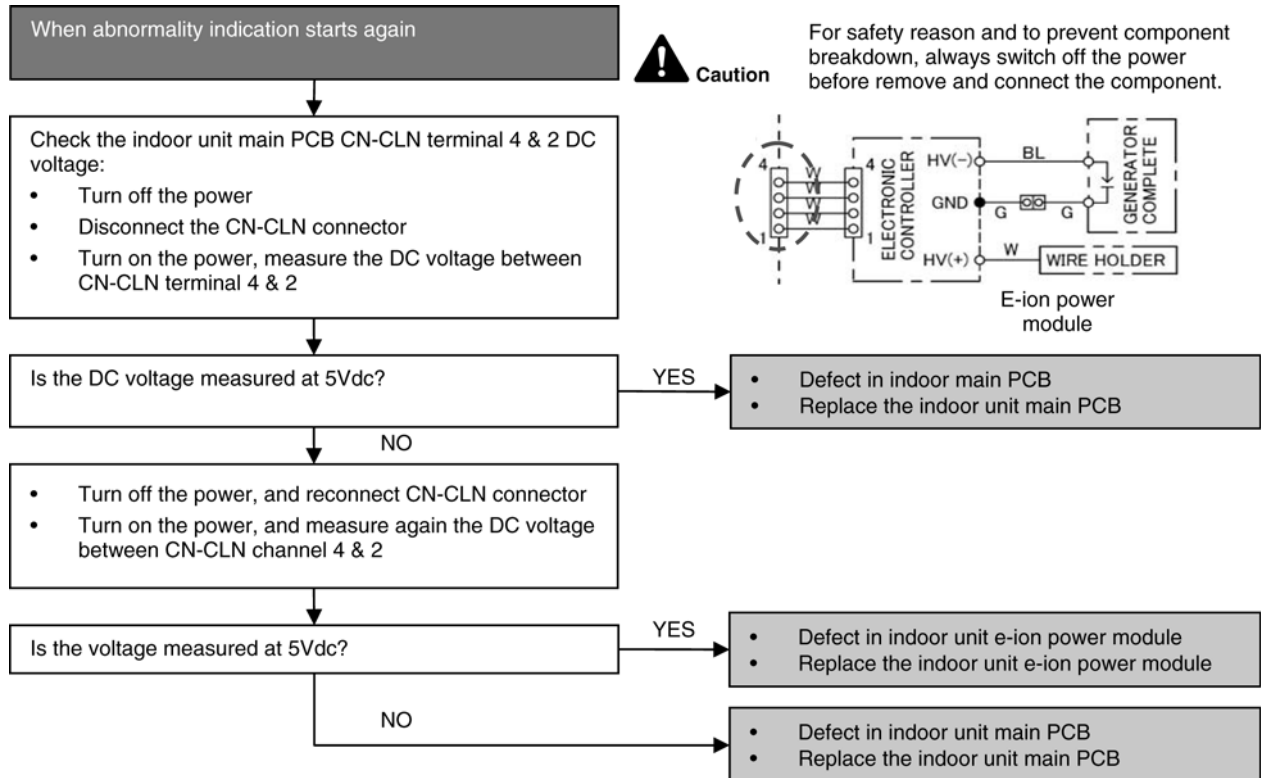 When abnormality indication starts again
Caution
For safety reason and to prevent component
breakdown, always switch off the power
before remove and connect the component.
Check the indoor unit main PCB CN-CLN terminal 4 & 2 DC
voltage:
• Turn off the power
• Disconnect the CN-CLN connector
• Turn on the power, measure the DC voltage between
CN-CLN terminal 4 & 2
4
1
W
W
W
W
4
1
ELECTRONIC
CONTROLLER
HV(-)
GND
HV(+)
BL
G
G
W
GENERATOR
COMPLETE
WIRE HOLDER
E-ion power
module
Is the DC voltage measured at 5Vdc?
YES
• Defect in indoor main PCB
• Replace the indoor unit main PCB
NO
• Turn off the power, and reconnect CN-CLN connector
• Turn on the power, and measure again the DC voltage
between CN-CLN channel 4 & 2
Is the voltage measured at 5Vdc?
YES
• Defect in indoor unit e-ion power module
• Replace the indoor unit e-ion power module
NO
• Defect in indoor unit main PCB
• Replace the indoor unit main PCB